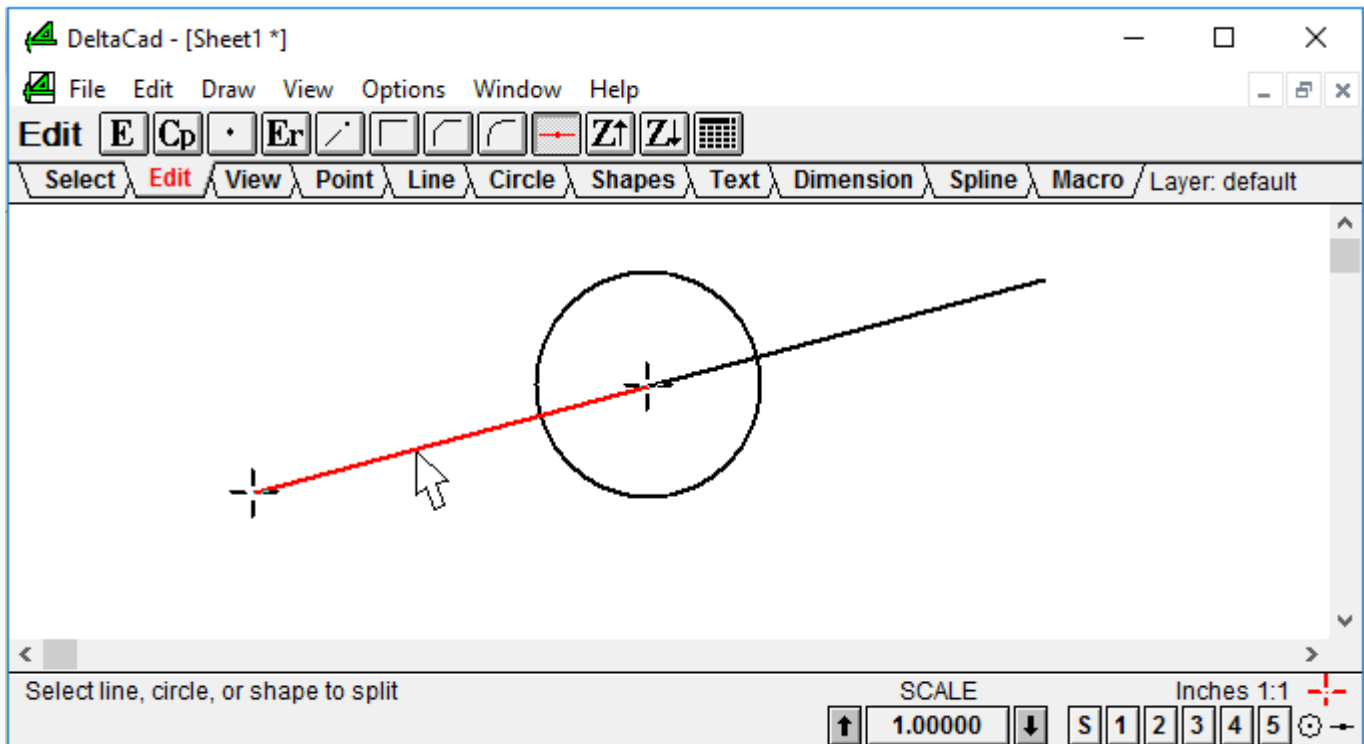 DeltaCad - [Sheet1 *]
File Edit Draw View Options Window Help
Edit E Cp Er Z↑ Z↓
Select Edit View Point Line Circle Shapes Text Dimension Spline Macro Layer: default
Select line, circle, or shape to split SCALE Inches 1:1
1.00000 S 1 2 3 4 5